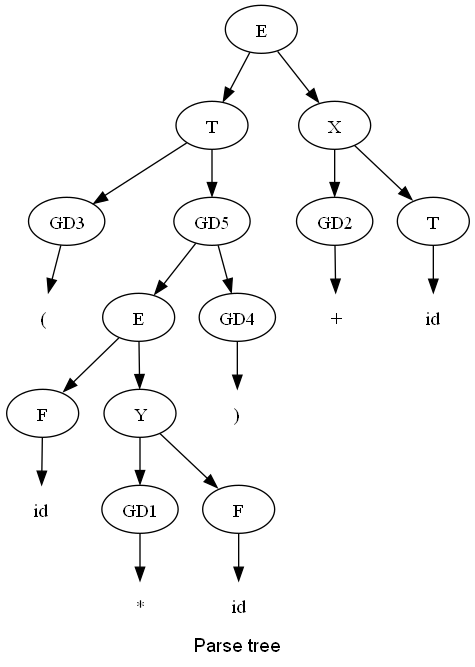 E
T X
GD3 GD5 GD2 T
( E GD4 + id
F Y )
id GD1 F
* id
Parse tree